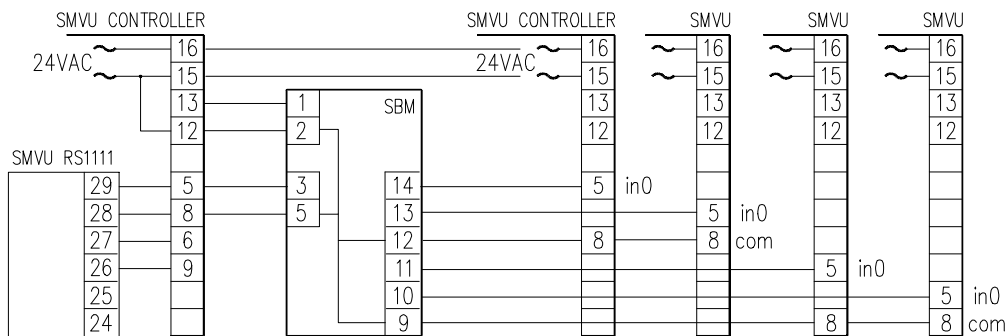 SMVU CONTROLLER SMVU CONTROLLER SMVU SMVU SMVU
16 16 16 16 16
24VAC 15 24VAC 15 15 15 15
1 13 SBM 13 13 13 13
2 12 12 12 12 12
SMVU RS1111
29 5 3 14 5 in0
28 8 5 13 5 in0
27 6 12 8 8 com
26 9 11 5 in0
25 10 5 in0
24 9 8 8 com